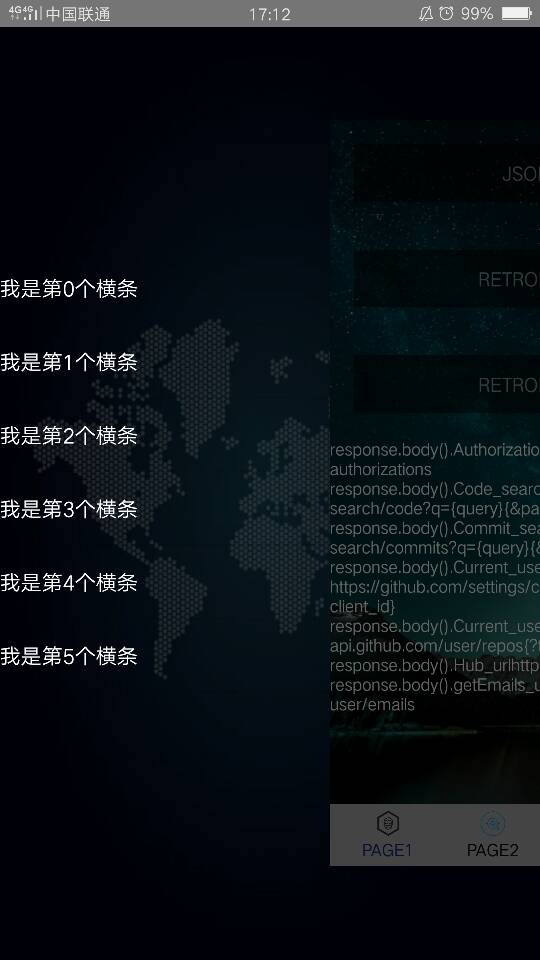 4G 4G 中国联通 17:12 99%
我是第0个横条
我是第1个横条
我是第2个横条
我是第3个横条
我是第4个横条
我是第5个横条
JSO
RETRO
RETRO
response.body().Authorizatio
authorizations
response.body().Code_searc
search/code?q={query}{&pa
response.body().Commit_sea
search/commits?q={query}{&
response.body().Current_use
https://github.com/settings/c
client_id}
response.body().Current_use
api.github.com/user/repos{?t
response.body().Hub_urlhttp
response.body().getEmails_u
user/emails
PAGE1 PAGE2